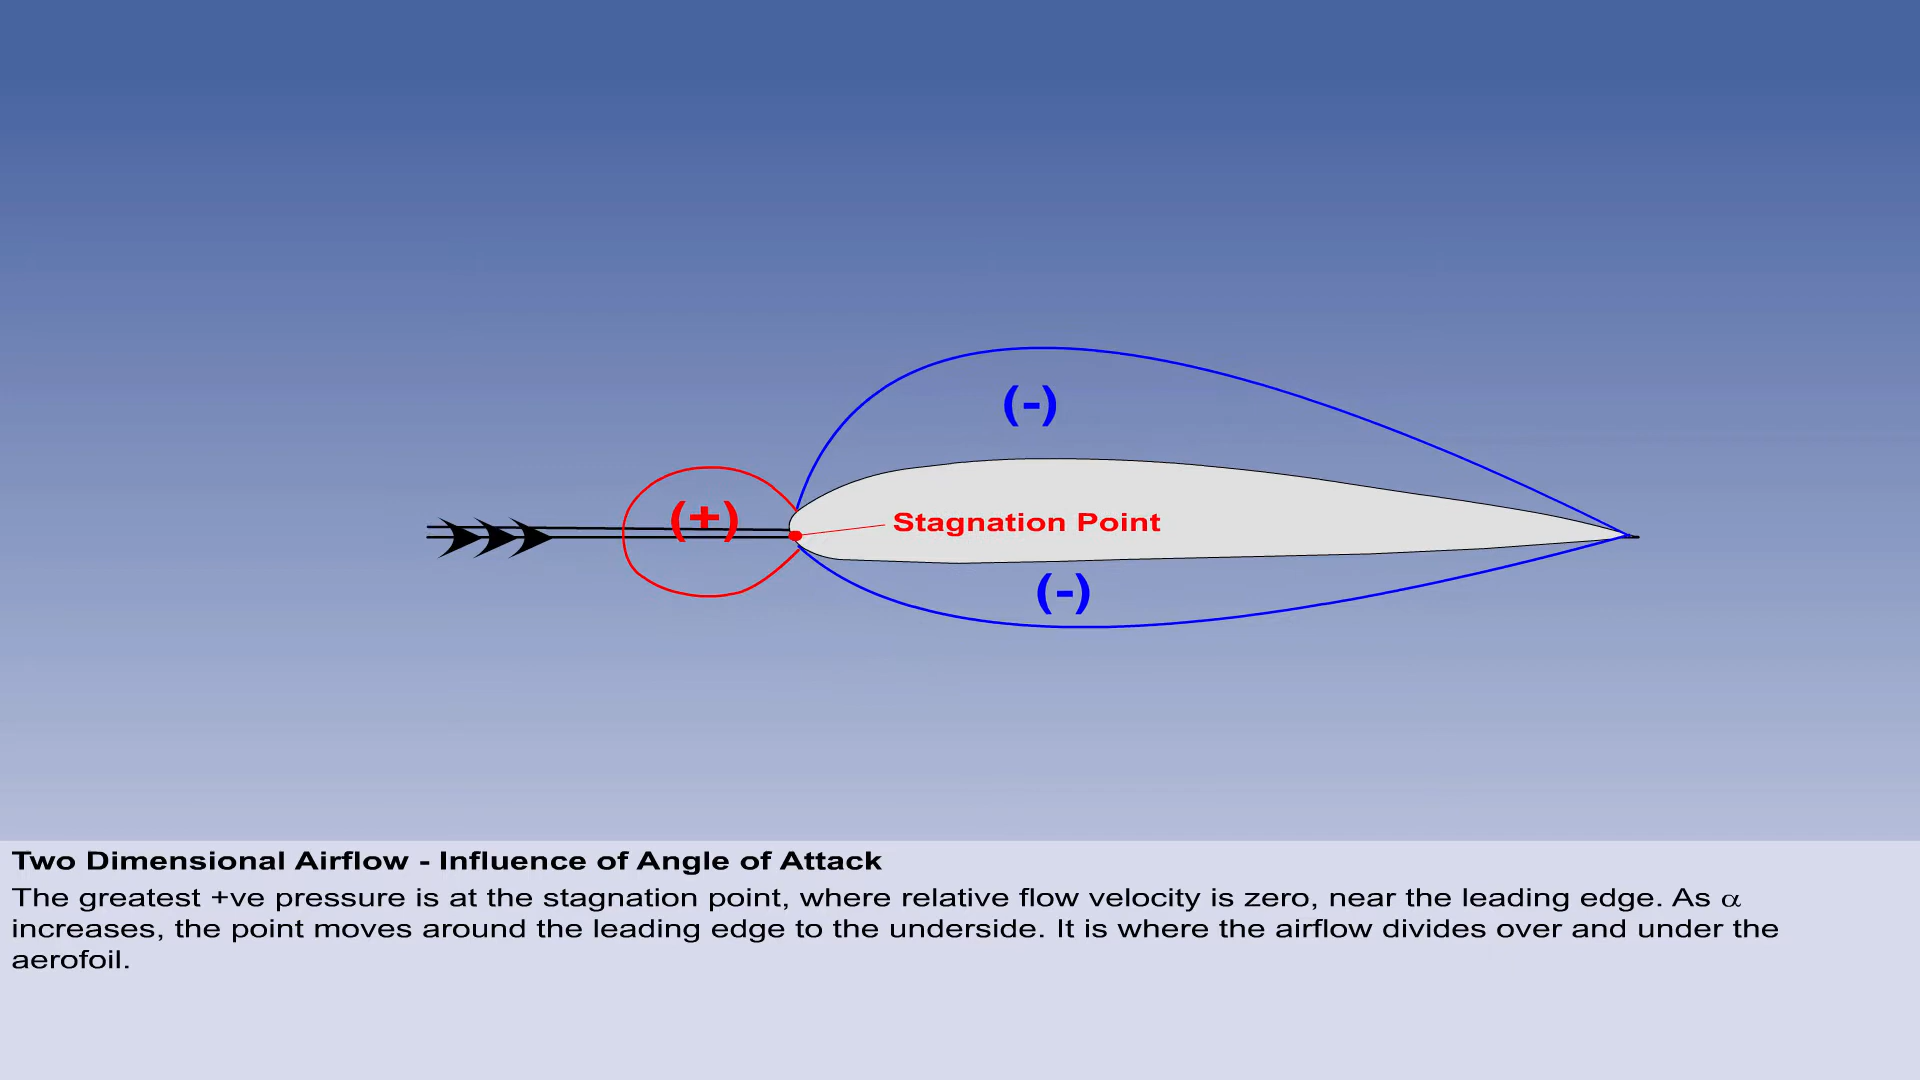 (-)
(+)
Stagnation Point
(-)
Two Dimensional Airflow - Influence of Angle of Attack
The greatest +ve pressure is at the stagnation point, where relative flow velocity is zero, near the leading edge. As α
increases, the point moves around the leading edge to the underside. It is where the airflow divides over and under the
aerofoil.